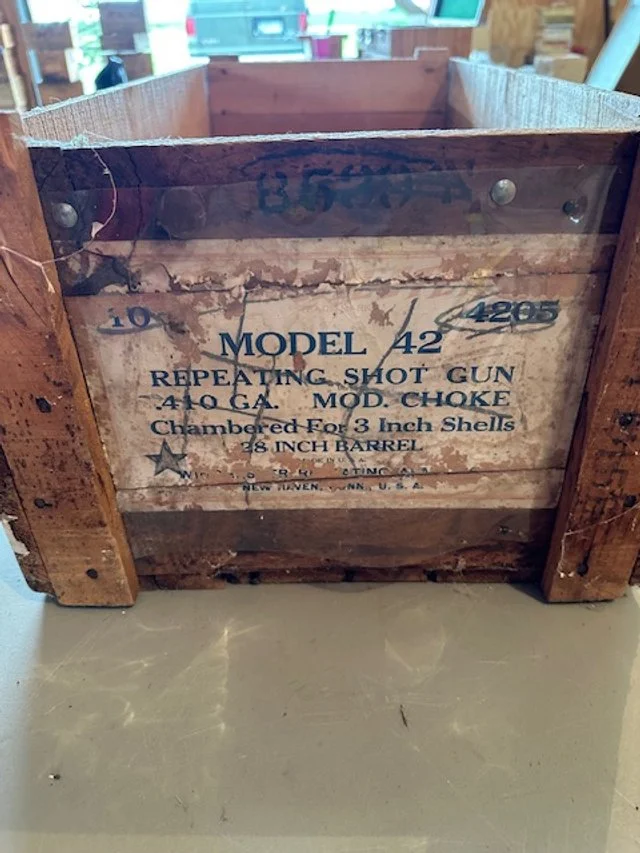 10 4205
MODEL 42
REPEATING SHOT GUN
.410 GA. MOD. CHOKE
Chambered For 3 Inch Shells
28 INCH BARREL
NEW HAVEN, CONN., U. S. A.